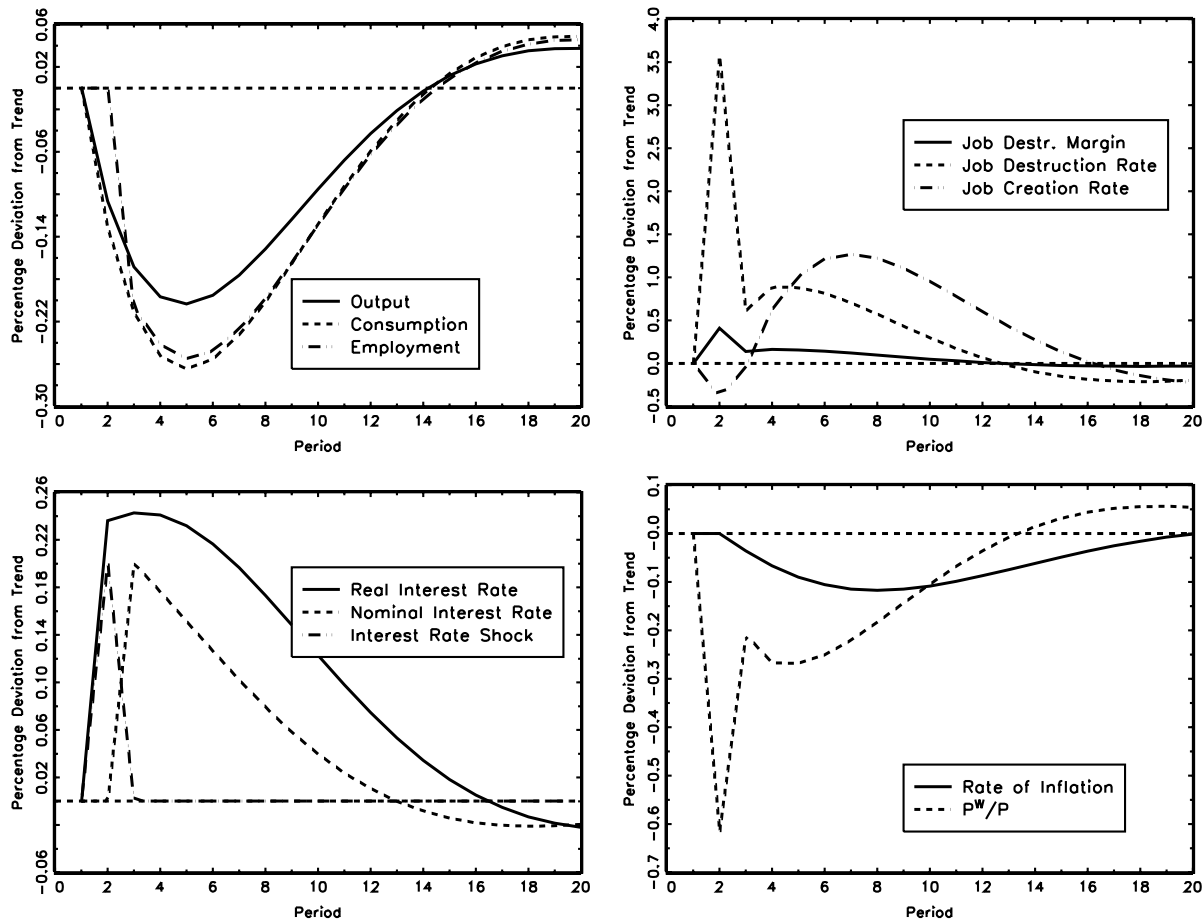 Percentage Deviation from Trend
0.06
0.02
−0.06
−0.14
−0.22
−0.30
Output
Consumption
Employment
0 2 4 6 8 10 12 14 16 18 20
Period
Percentage Deviation from Trend
4.0
3.5
3.0
2.5
2.0
1.5
1.0
0.5
0.0
−0.5
Job Destr. Margin
Job Destruction Rate
Job Creation Rate
0 2 4 6 8 10 12 14 16 18 20
Period
Percentage Deviation from Trend
0.26
0.22
0.18
0.14
0.10
0.06
0.02
−0.06
Real Interest Rate
Nominal Interest Rate
Interest Rate Shock
0 2 4 6 8 10 12 14 16 18 20
Period
Percentage Deviation from Trend
0.1
−0.0
−0.1
−0.2
−0.3
−0.4
−0.5
−0.6
−0.7
Rate of Inflation
Pᵂ/P
0 2 4 6 8 10 12 14 16 18 20
Period